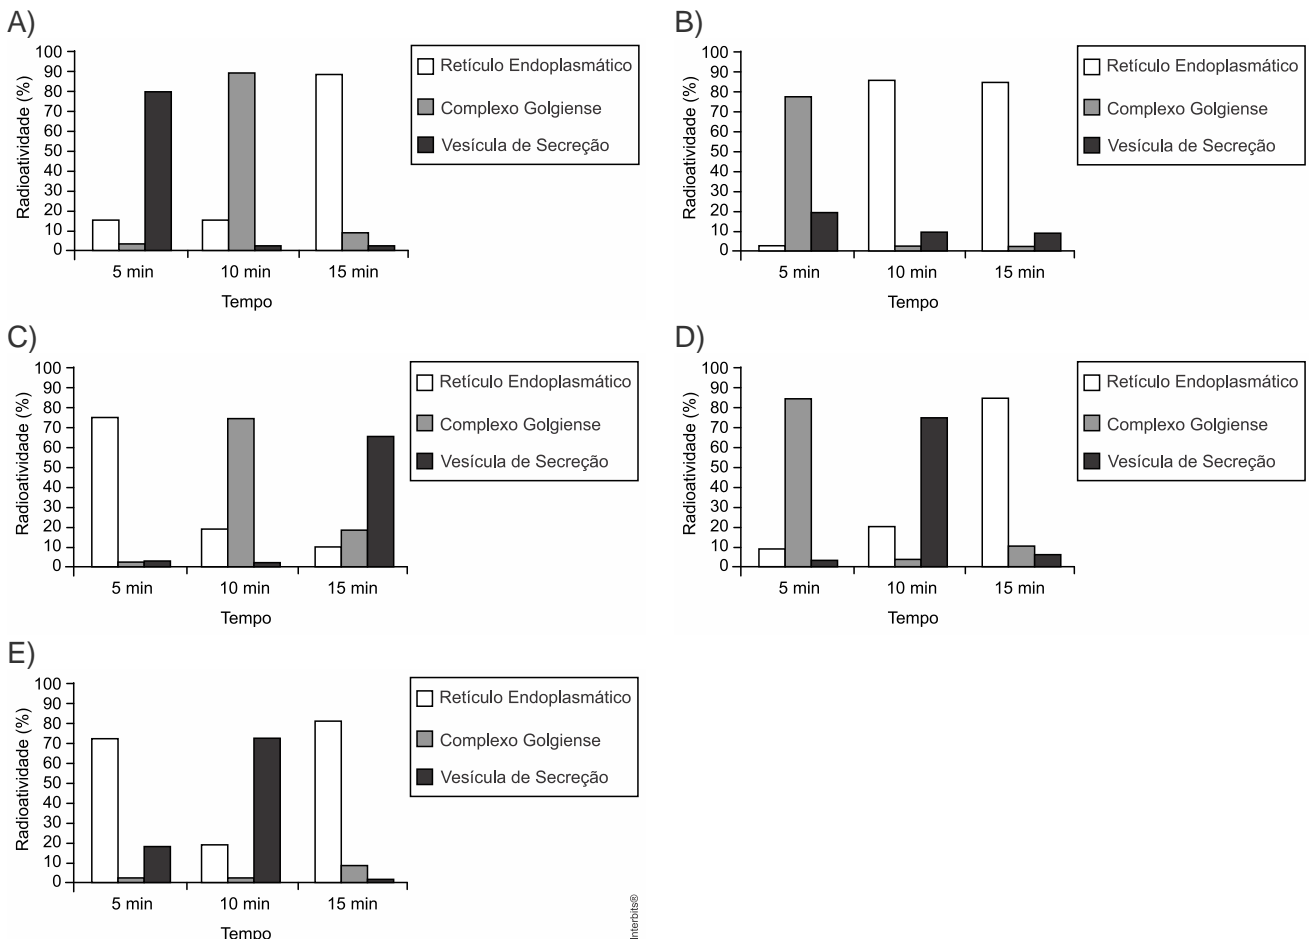 A)
100
90
80
70
60
50
40
30
20
10
0
Radioatividade (%)
5 min 10 min 15 min
Tempo
Retículo Endoplasmático
Complexo Golgiense
Vesícula de Secreção
B)
100
90
80
70
60
50
40
30
20
10
0
Radioatividade (%)
5 min 10 min 15 min
Tempo
Retículo Endoplasmático
Complexo Golgiense
Vesícula de Secreção
C)
100
90
80
70
60
50
40
30
20
10
0
Radioatividade (%)
5 min 10 min 15 min
Tempo
Retículo Endoplasmático
Complexo Golgiense
Vesícula de Secreção
D)
100
90
80
70
60
50
40
30
20
10
0
Radioatividade (%)
5 min 10 min 15 min
Tempo
Retículo Endoplasmático
Complexo Golgiense
Vesícula de Secreção
E)
100
90
80
70
60
50
40
30
20
10
0
Radioatividade (%)
5 min 10 min 15 min
Tempo
Retículo Endoplasmático
Complexo Golgiense
Vesícula de Secreção
Interbits®